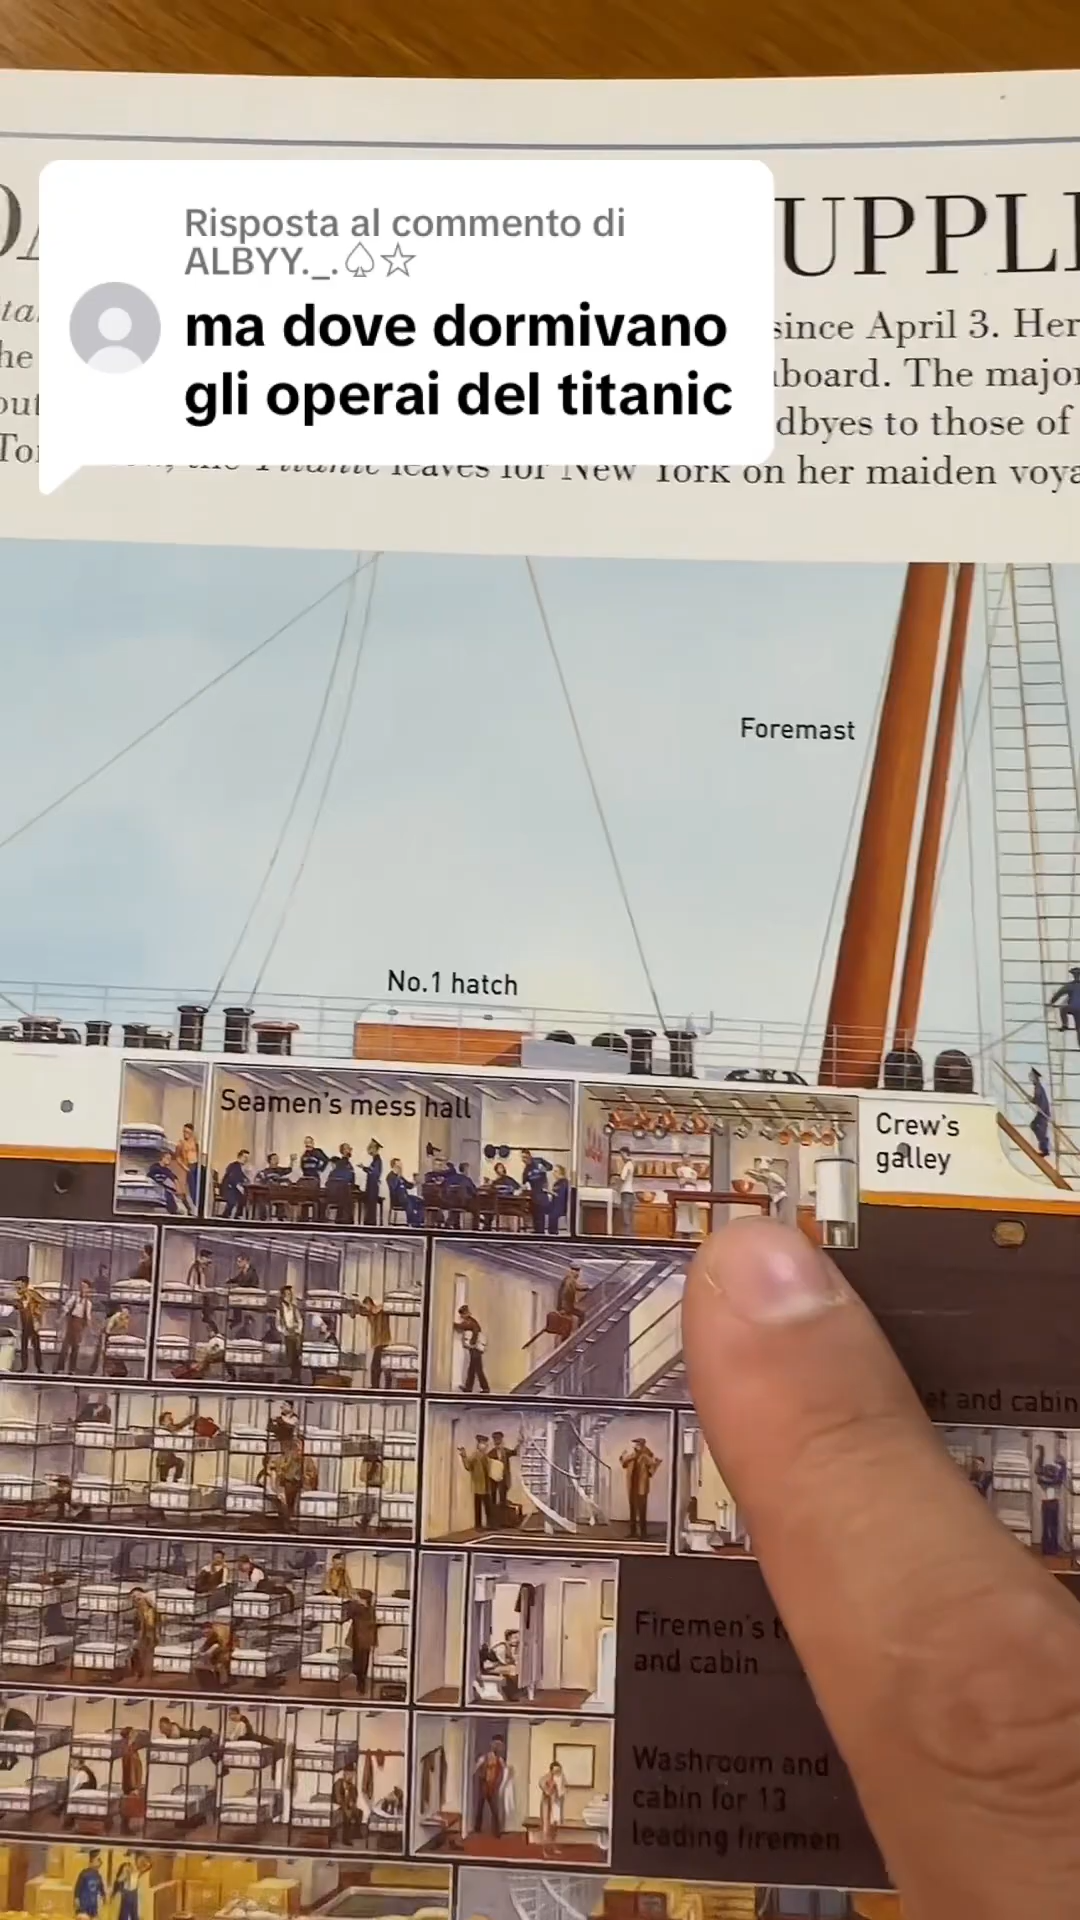 UPPL
Risposta al commento di
ALBYY._.♤☆
ma dove dormivano
gli operai del titanic
since April 3. Her
board. The major
dbyes to those of
Titanic leaves for New York on her maiden voya
Foremast
No.1 hatch
Seamen's mess hall
Crew's
galley
et and cabin
Firemen's t
and cabin
Washroom and
cabin for 13
leading firemen